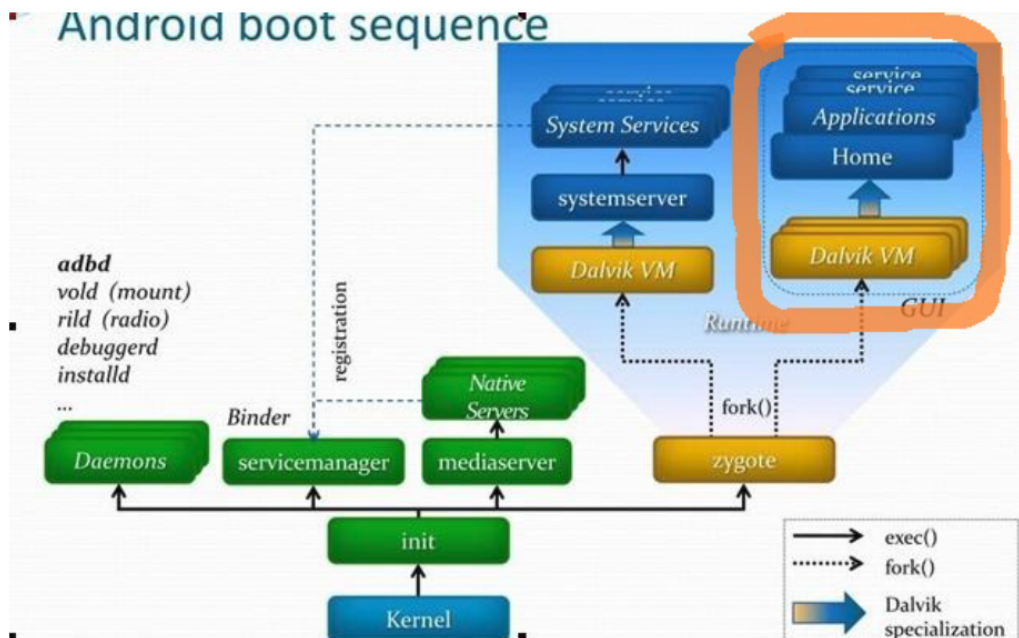 Android boot sequence
service
service
Applications
Home
Dalvik VM
GUI
System Services
systemserver
Dalvik VM
Runtime
adbd
vold (mount)
rild (radio)
debuggerd
installd
...
registration
Binder
Native
Servers
fork()
Daemons
servicemanager
mediaserver
zygote
init
Kernel
exec()
fork()
Dalvik
specialization